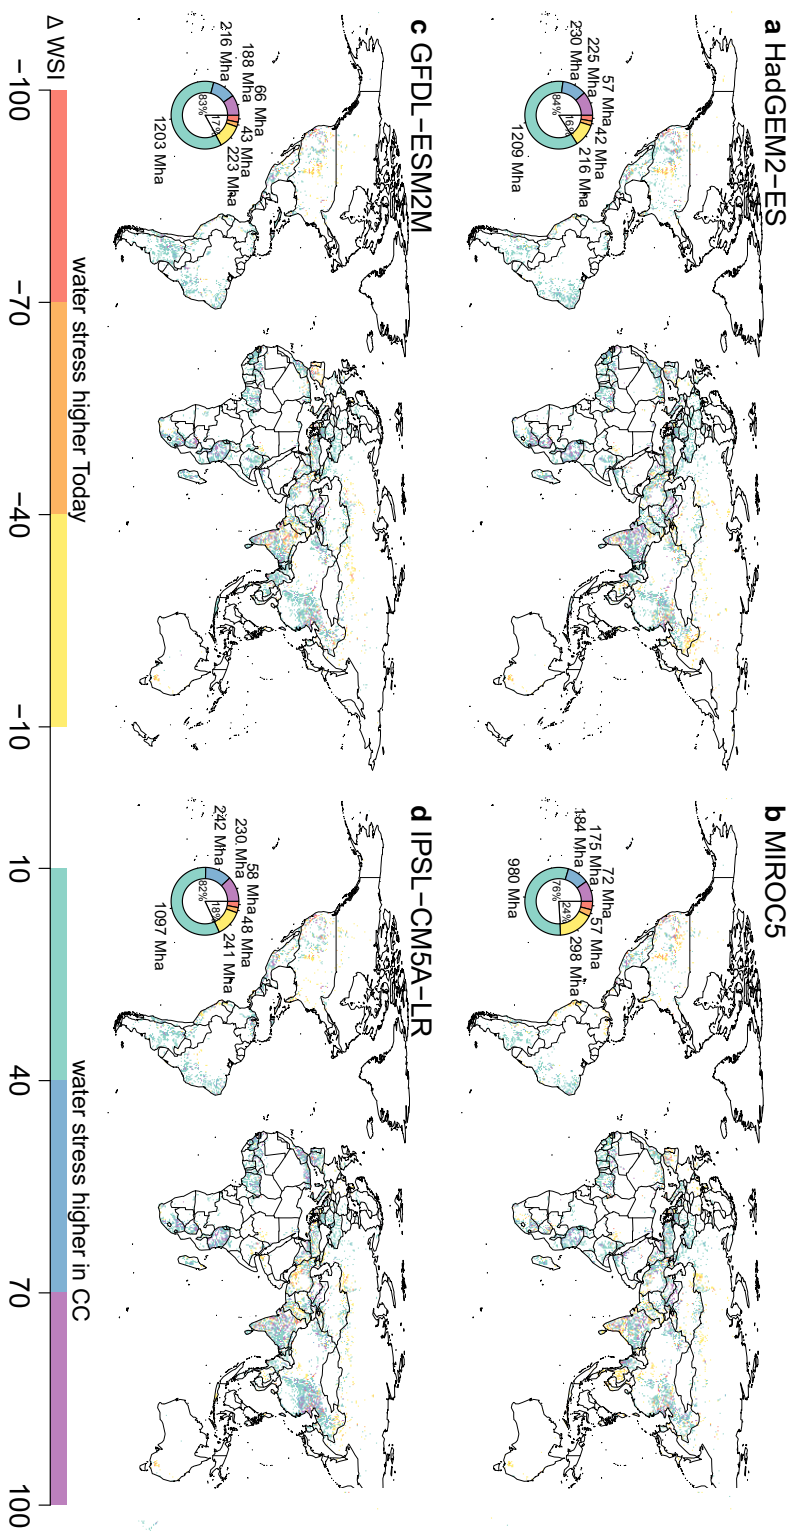 a HadGEM2−ES
57 Mha
225 Mha
230 Mha
42 Mha
216 Mha
84%
16%
1209 Mha
b MIROC5
72 Mha
175 Mha
184 Mha
57 Mha
298 Mha
76%
24%
980 Mha
c GFDL−ESM2M
66 Mha
188 Mha
216 Mha
43 Mha
223 Mha
83%
17%
1203 Mha
d IPSL−CM5A−LR
58 Mha
230 Mha
242 Mha
48 Mha
241 Mha
82%
18%
1097 Mha
water stress higher Today
water stress higher in CC
Δ WSI
−100
−70
−40
−10
10
40
70
100